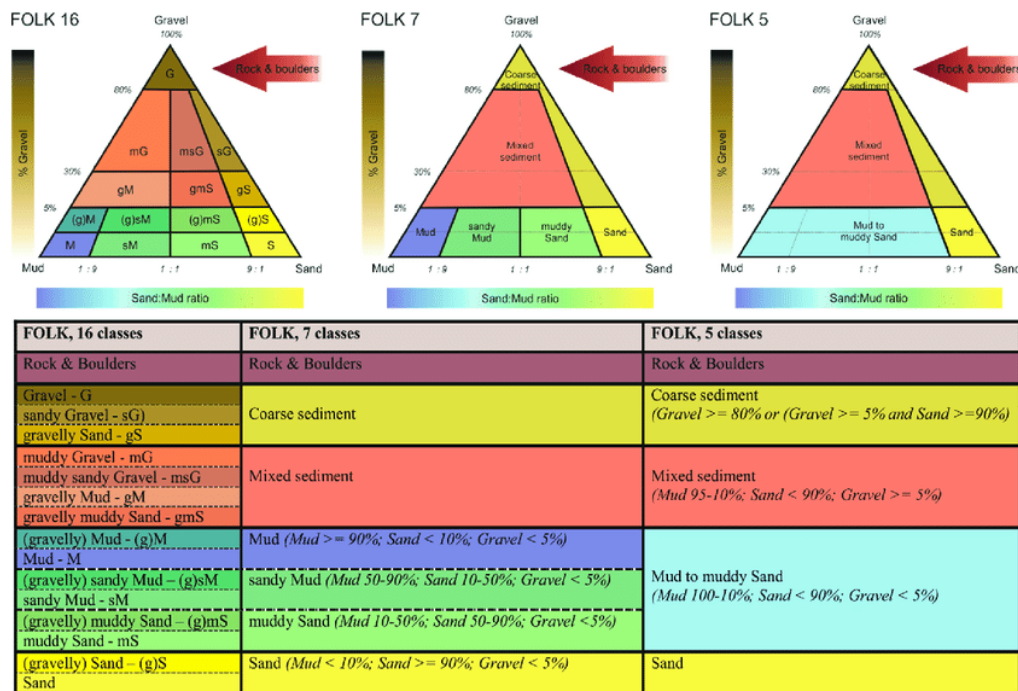 FOLK 16
Gravel
100%
Rock & boulders
G
80%
% Gravel
mG
msG
sG
30%
gM
gmS
gS
5%
(g)M
(g)sM
(g)mS
(g)S
M
sM
mS
S
Mud
1 : 9
1 : 1
9 : 1
Sand
Sand:Mud ratio
FOLK 7
Gravel
100%
Rock & boulders
Coarse
sediment
80%
% Gravel
Mixed
sediment
30%
5%
Mud
sandy
Mud
muddy
Sand
Sand
Mud
1 : 9
1 : 1
9 : 1
Sand
Sand:Mud ratio
FOLK 5
Gravel
100%
Rock & boulders
Coarse
sediment
80%
% Gravel
Mixed
sediment
30%
5%
Mud to
muddy Sand
Sand
Mud
1 : 9
1 : 1
9 : 1
Sand
Sand:Mud ratio
FOLK, 16 classes
FOLK, 7 classes
FOLK, 5 classes
Rock & Boulders
Rock & Boulders
Rock & Boulders
Gravel - G
sandy Gravel - sG)
gravelly Sand - gS
Coarse sediment
Coarse sediment
(Gravel >= 80% or (Gravel >= 5% and Sand >=90%)
muddy Gravel - mG
muddy sandy Gravel - msG
gravelly Mud - gM
gravelly muddy Sand - gmS
Mixed sediment
Mixed sediment
(Mud 95-10%; Sand < 90%; Gravel >= 5%)
(gravelly) Mud - (g)M
Mud - M
Mud (Mud >= 90%; Sand < 10%; Gravel < 5%)
(gravelly) sandy Mud – (g)sM
sandy Mud - sM
sandy Mud (Mud 50-90%; Sand 10-50%; Gravel < 5%)
(gravelly) muddy Sand – (g)mS
muddy Sand - mS
muddy Sand (Mud 10-50%; Sand 50-90%; Gravel <5%)
Mud to muddy Sand
(Mud 100-10%; Sand < 90%; Gravel < 5%)
(gravelly) Sand – (g)S
Sand
Sand (Mud < 10%; Sand >= 90%; Gravel < 5%)
Sand